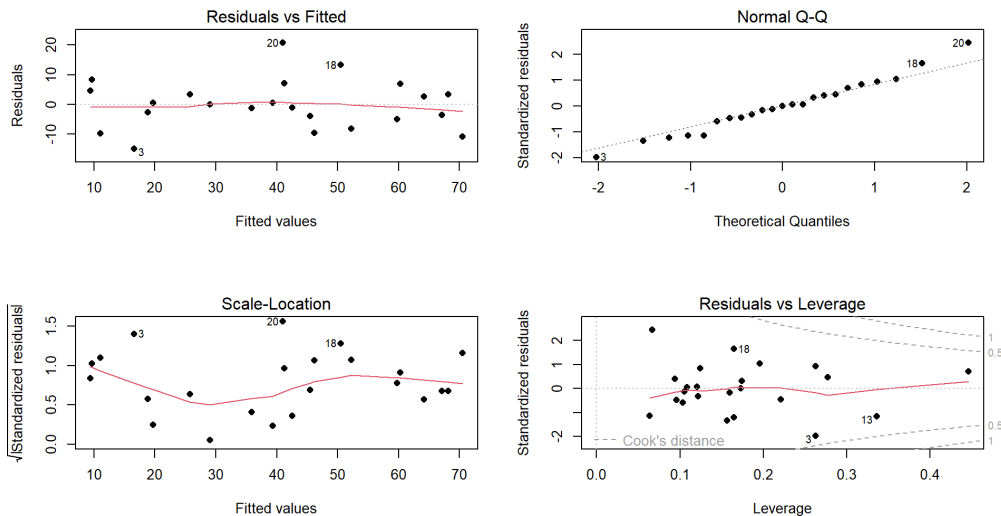 Residuals vs Fitted
Residuals
20
10
0
-10
20
18
3
10 20 30 40 50 60 70
Fitted values
Normal Q-Q
Standardized residuals
2
1
0
-1
-2
20
18
3
-2 -1 0 1 2
Theoretical Quantiles
Scale-Location
√|Standardized residuals|
1.5
1.0
0.5
0.0
3
20
18
10 20 30 40 50 60 70
Fitted values
Residuals vs Leverage
Standardized residuals
2
1
0
-2
18
13
3
1
0.5
0.5
1
Cook's distance
0.0 0.1 0.2 0.3 0.4
Leverage